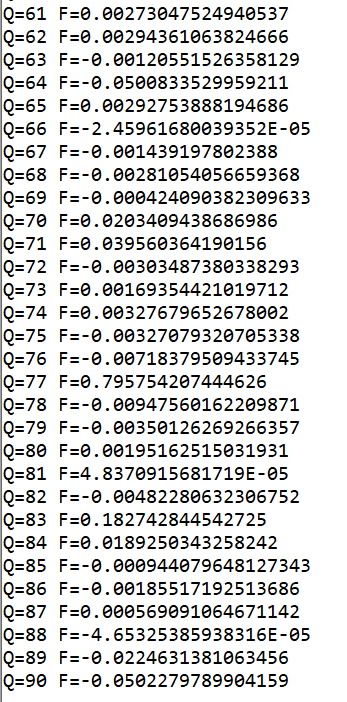 Q=61 F=0.00273047524940537
Q=62 F=0.00294361063824666
Q=63 F=-0.00120551526358129
Q=64 F=-0.0500833529959211
Q=65 F=0.00292753888194686
Q=66 F=-2.45961680039352E-05
Q=67 F=-0.001439197802388
Q=68 F=-0.00281054056659368
Q=69 F=-0.000424090382309633
Q=70 F=0.0203409438686986
Q=71 F=0.039560364190156
Q=72 F=-0.00303487380338293
Q=73 F=0.00169354421019712
Q=74 F=0.00327679652678002
Q=75 F=-0.00327079320705338
Q=76 F=-0.00718379509433745
Q=77 F=0.795754207444626
Q=78 F=-0.00947560162209871
Q=79 F=-0.00350126269266357
Q=80 F=0.00195162515031931
Q=81 F=4.8370915681719E-05
Q=82 F=-0.00482280632306752
Q=83 F=0.182742844542725
Q=84 F=0.0189250343258242
Q=85 F=-0.000944079648127343
Q=86 F=-0.00185517192513686
Q=87 F=0.000569091064671142
Q=88 F=-4.65325385938316E-05
Q=89 F=-0.0224631381063456
Q=90 F=-0.0502279789904159